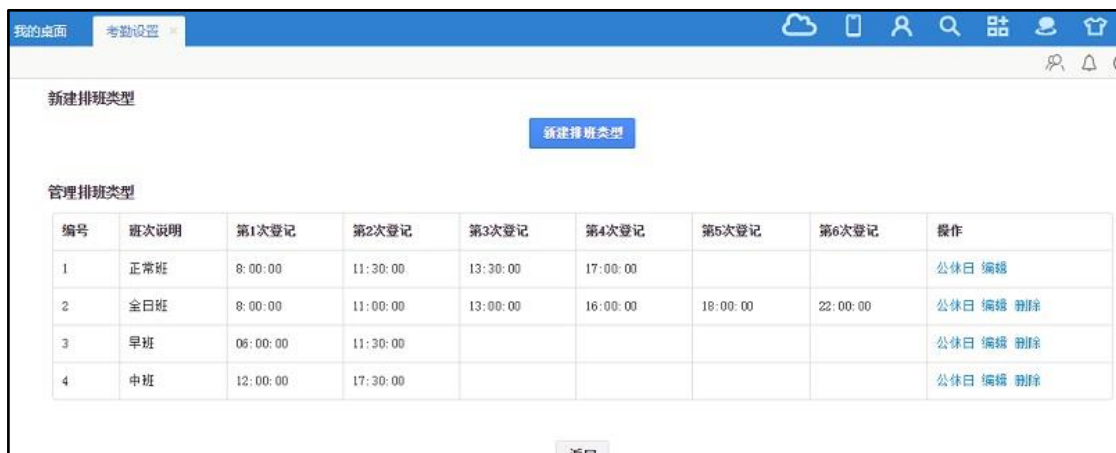 我的桌面 考勤设置 ×
新建排班类型
新建排班类型
管理排班类型
编号 班次说明 第1次登记 第2次登记 第3次登记 第4次登记 第5次登记 第6次登记 操作
1 正常班 8:00:00 11:30:00 13:30:00 17:00:00 公休日 编辑
2 全日班 8:00:00 11:00:00 13:00:00 16:00:00 18:00:00 22:00:00 公休日 编辑 删除
3 早班 06:00:00 11:30:00 公休日 编辑 删除
4 中班 12:00:00 17:30:00 公休日 编辑 删除